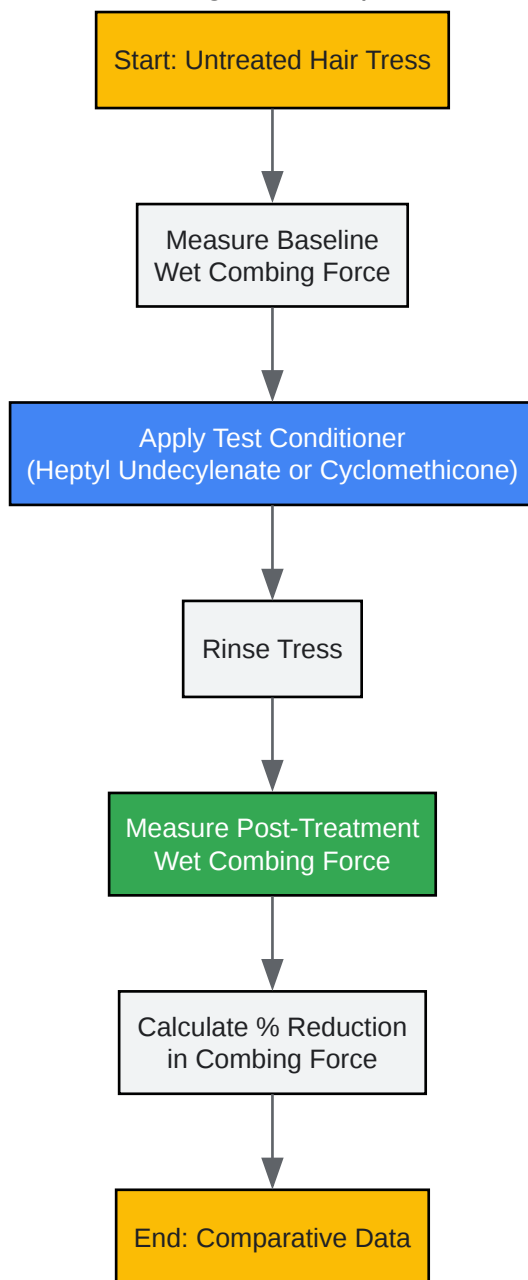 Start: Untreated Hair Tress
Measure Baseline
Wet Combing Force
Apply Test Conditioner
(Heptyl Undecylenate or Cyclomethicone)
Rinse Tress
Measure Post-Treatment
Wet Combing Force
Calculate % Reduction
in Combing Force
End: Comparative Data